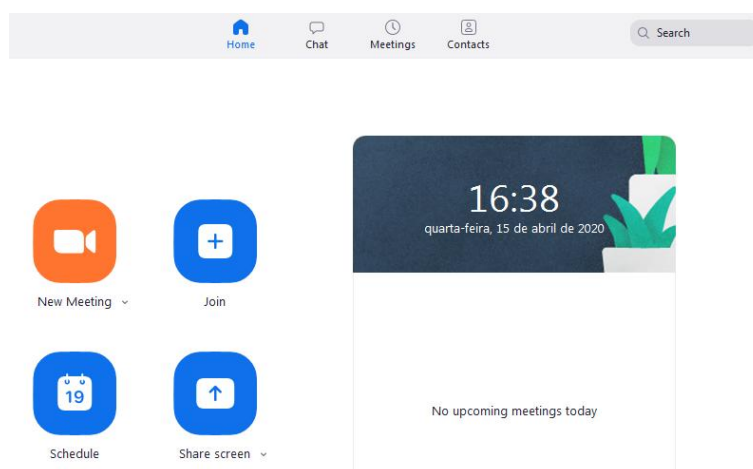 Home
Chat
Meetings
Contacts
Search
16:38
quarta-feira, 15 de abril de 2020
New Meeting
Join
19
Schedule
Share screen
No upcoming meetings today